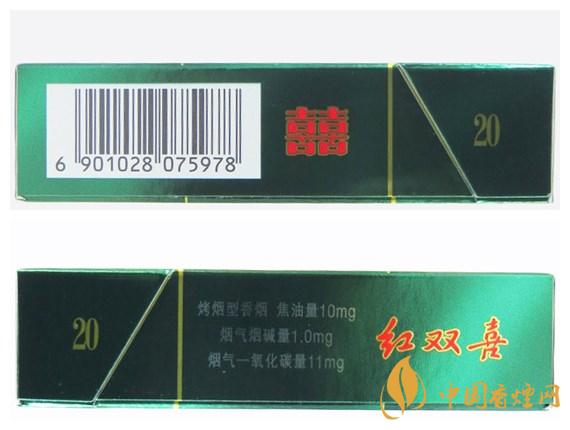 囍
20
6 901028 075978
20
烤烟型香烟 焦油量10mg
烟气烟碱量1.0mg
烟气一氧化碳量11mg
红双喜
中国香烟网